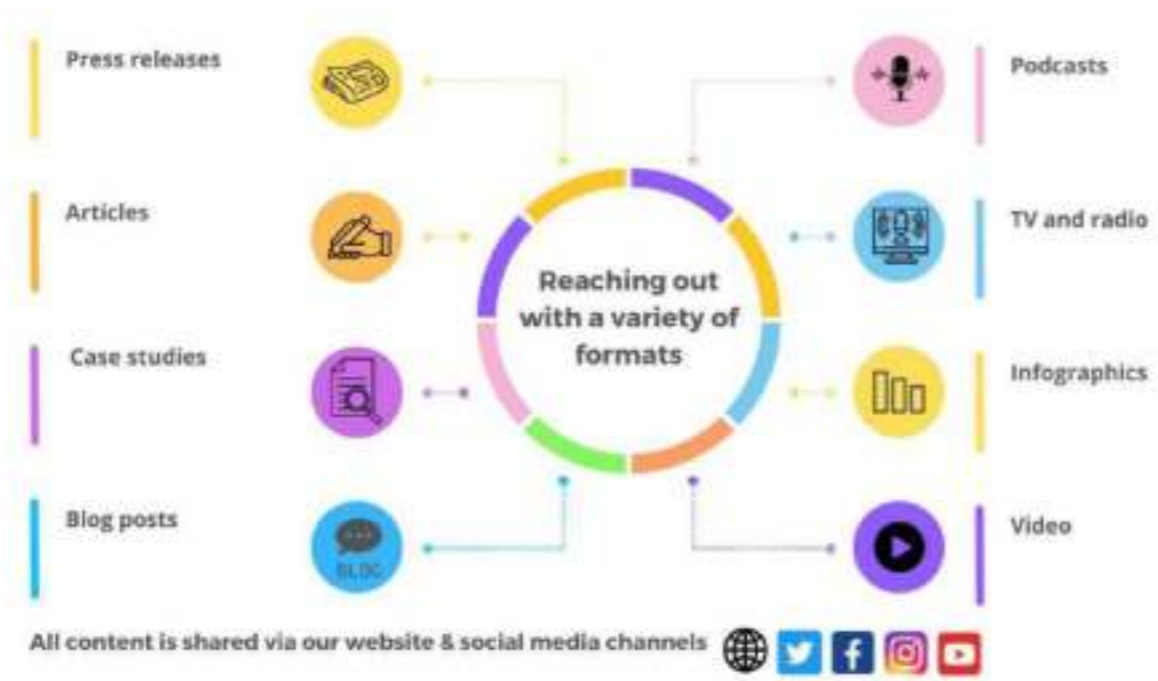 Press releases
Articles
Case studies
Blog posts
BLOG
Reaching out
with a variety of
formats
Podcasts
TV and radio
Infographics
Video
All content is shared via our website & social media channels